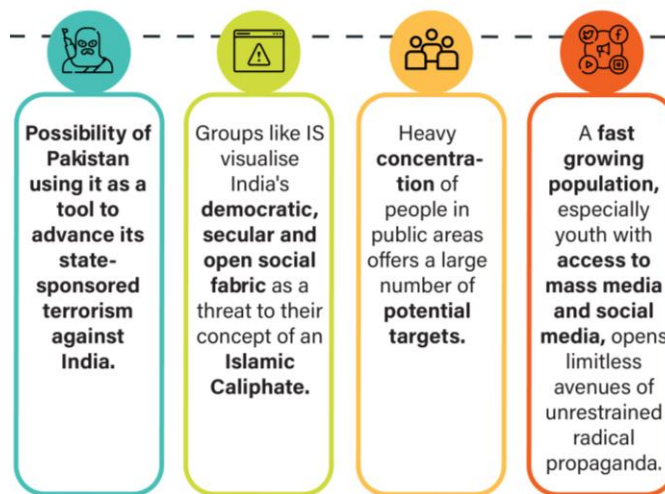 Possibility of
Pakistan
using it as a
tool to
advance its
state-
sponsored
terrorism
against
India.
Groups like IS
visualise
India's
democratic,
secular and
open social
fabric as a
threat to their
concept of an
Islamic
Caliphate.
Heavy
concentra-
tion of
people in
public areas
offers a large
number of
potential
targets.
A fast
growing
population,
especially
youth with
access to
mass media
and social
media, opens
limitless
avenues of
unrestrained
radical
propaganda.